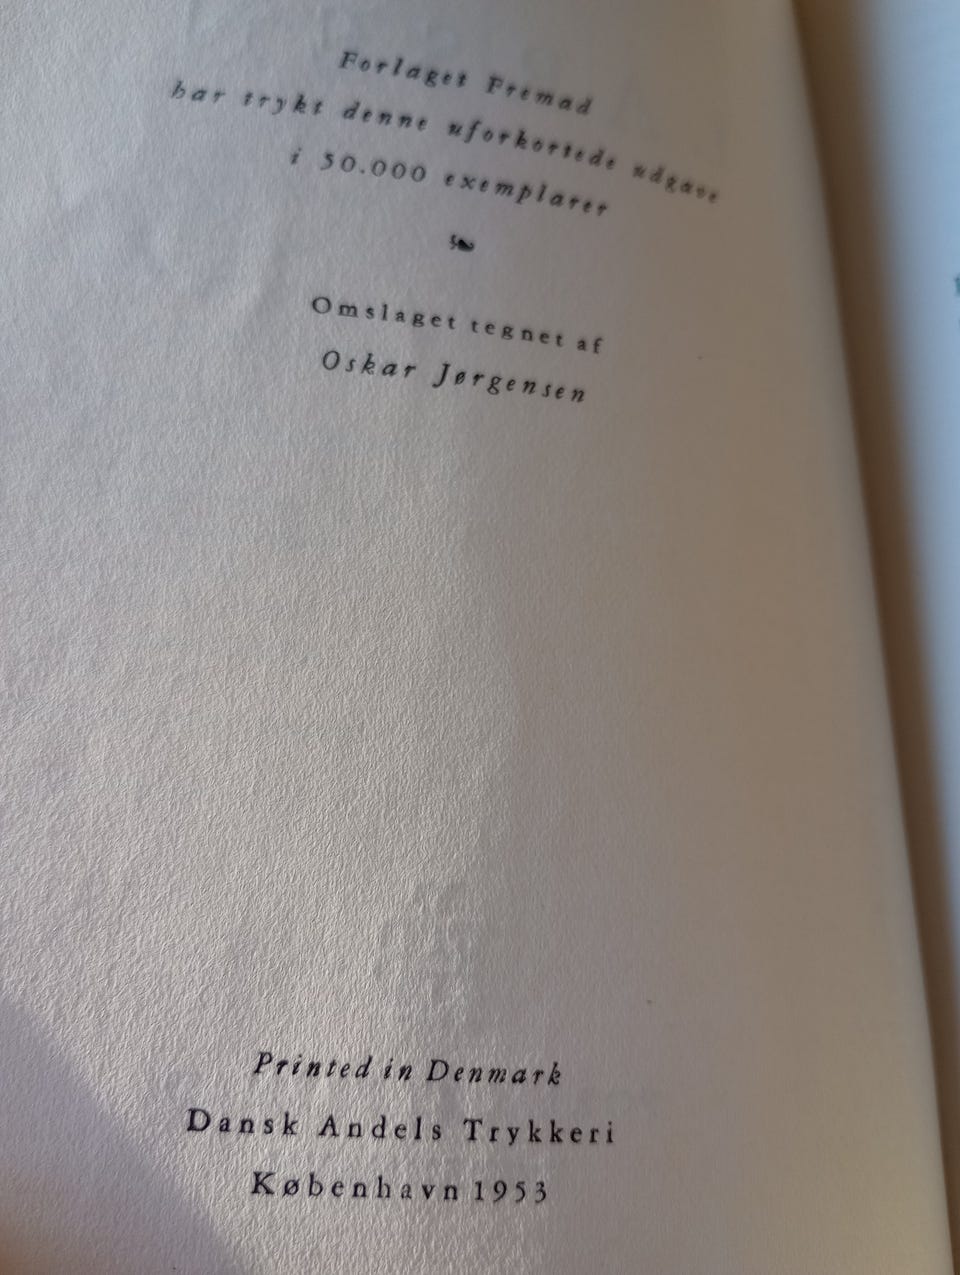 Forlaget Fremad
har trykt denne uforkortede udgave
i 50.000 exemplarer
Omslaget tegnet af
Oskar Jørgensen
Printed in Denmark
Dansk Andels Trykkeri
København 1953